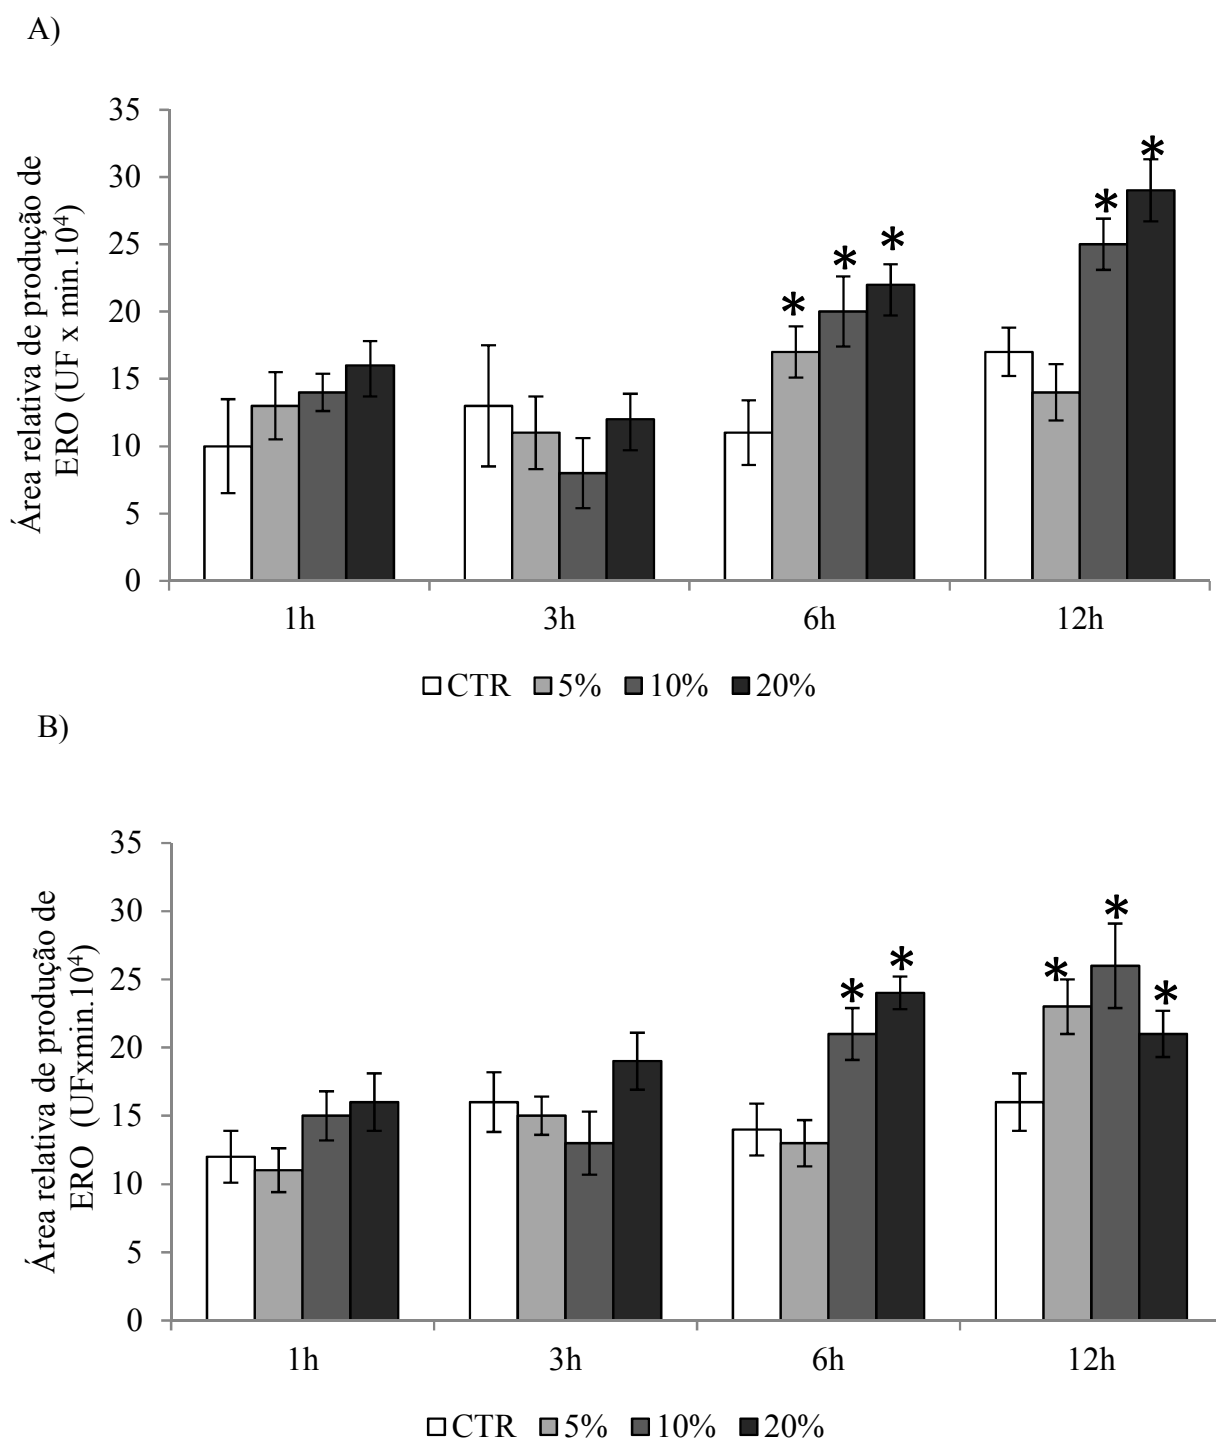 A)
Área relativa de produção de
ERO (UF x min.10⁴)
35
30
25
20
15
10
5
0
*
*
*
*
*
1h
3h
6h
12h
CTR 5% 10% 20%
B)
Área relativa de produção de
ERO (UFxmin.10⁴)
35
30
25
20
15
10
5
0
*
*
*
*
*
1h
3h
6h
12h
CTR 5% 10% 20%